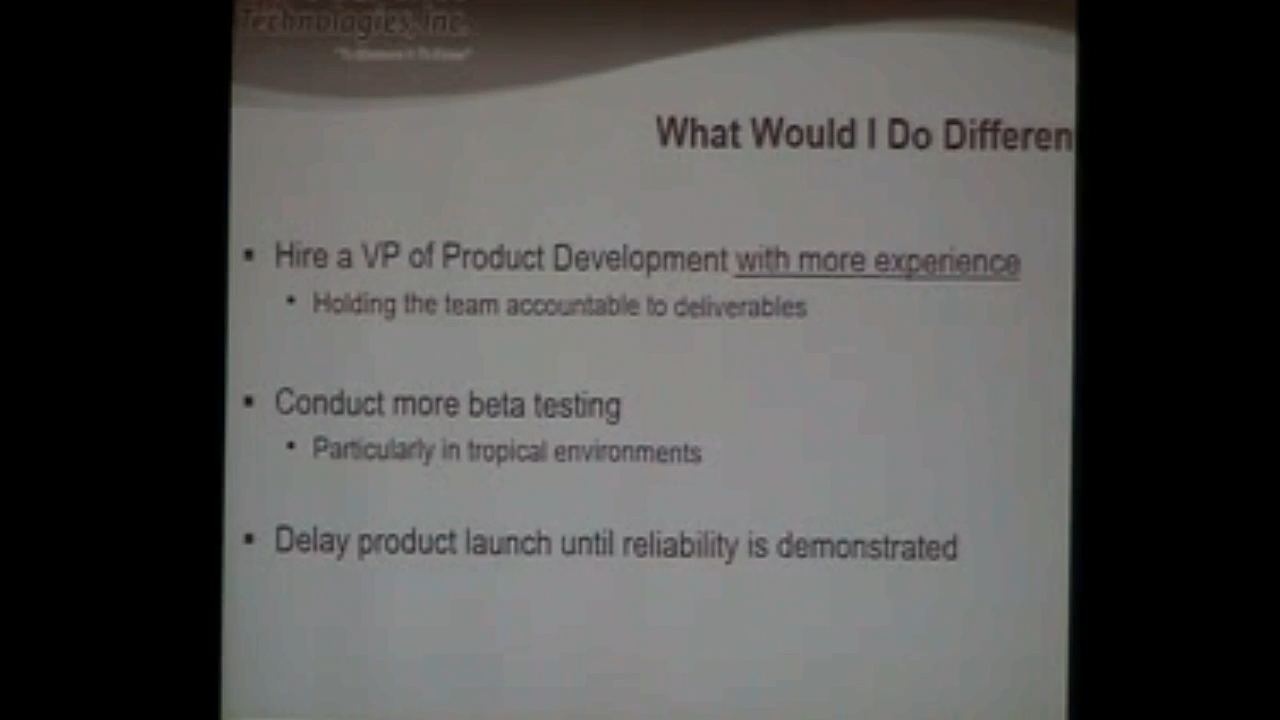 Technologies, Inc.
What Would I Do Differen
▪ Hire a VP of Product Development with more experience
• Holding the team accountable to deliverables
▪ Conduct more beta testing
• Particularly in tropical environments
▪ Delay product launch until reliability is demonstrated